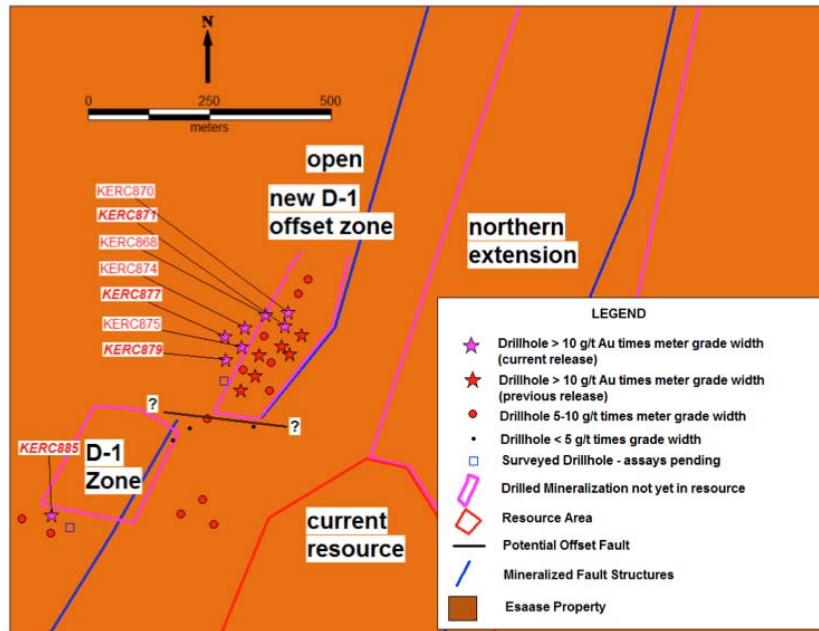 N
0
250
500
meters
open
new D-1
offset zone
northern
extension
KERC870
KERC871
KERC868
KERC874
KERC877
KERC875
KERC879
?
?
KERC885
D-1
Zone
current
resource
LEGEND
Drillhole > 10 g/t Au times meter grade width
(current release)
Drillhole > 10 g/t Au times meter grade width
(previous release)
Drillhole 5-10 g/t times meter grade width
Drillhole < 5 g/t times grade width
Surveyed Drillhole - assays pending
Drilled Mineralization not yet in resource
Resource Area
Potential Offset Fault
Mineralized Fault Structures
Esaase Property